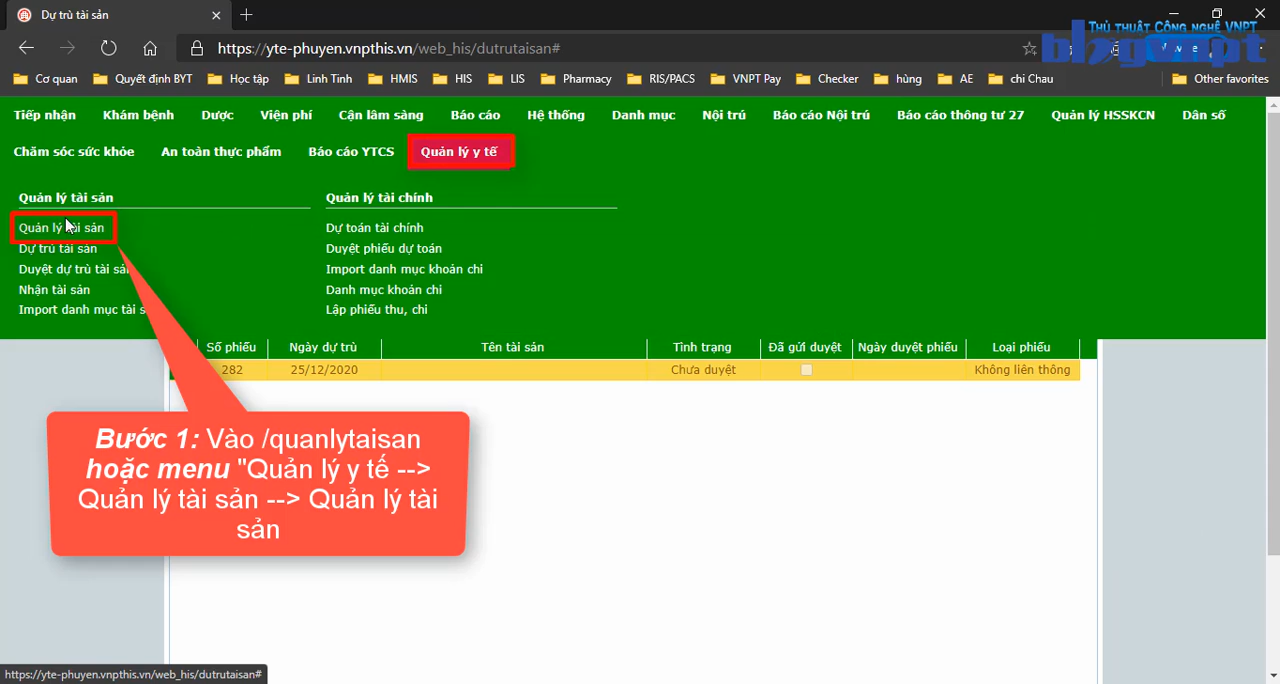 Dự trù tài sản
THỦ THUẬT CÔNG NGHỆ VNPT
blogvnpt
https://yte-phuyen.vnpthis.vn/web_his/dutrutaisan#
Cơ quan Quyết định BYT Học tập Linh Tinh HMIS HIS LIS Pharmacy RIS/PACS VNPT Pay Checker hùng AE chi Chau Other favorites
Tiếp nhận Khám bệnh Dược Viện phí Cận lâm sàng Báo cáo Hệ thống Danh mục Nội trú Báo cáo Nội trú Báo cáo thông tư 27 Quản lý HSSKCN Dân số
Chăm sóc sức khỏe An toàn thực phẩm Báo cáo YTCS Quản lý y tế
Quản lý tài sản
Quản lý tài sản
Dự trù tài sản
Duyệt dự trù tài sản
Nhận tài sản
Import danh mục tài s
Quản lý tài chính
Dự toán tài chính
Duyệt phiếu dự toán
Import danh mục khoản chi
Danh mục khoản chi
Lập phiếu thu, chi
Số phiếu Ngày dự trù Tên tài sản Tình trạng Đã gửi duyệt Ngày duyệt phiếu Loại phiếu
282 25/12/2020 Chưa duyệt Không liên thông
Bước 1: Vào /quanlytaisan
hoặc menu "Quản lý y tế -->
Quản lý tài sản --> Quản lý tài
sản
https://yte-phuyen.vnpthis.vn/web_his/dutrutaisan#